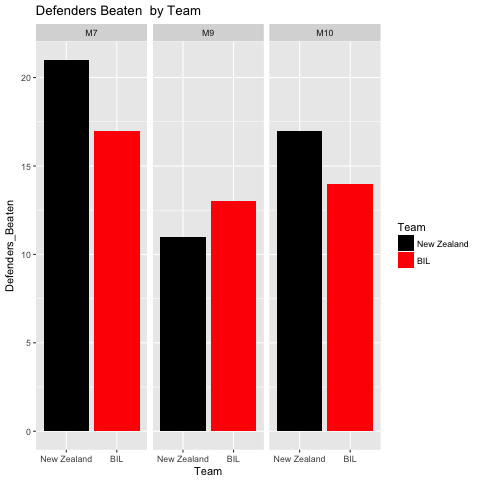 Defenders Beaten  by Team
M7 M9 M10
20
15
10
5
0
Defenders_Beaten
New Zealand BIL New Zealand BIL New Zealand BIL
Team
Team
New Zealand
BIL